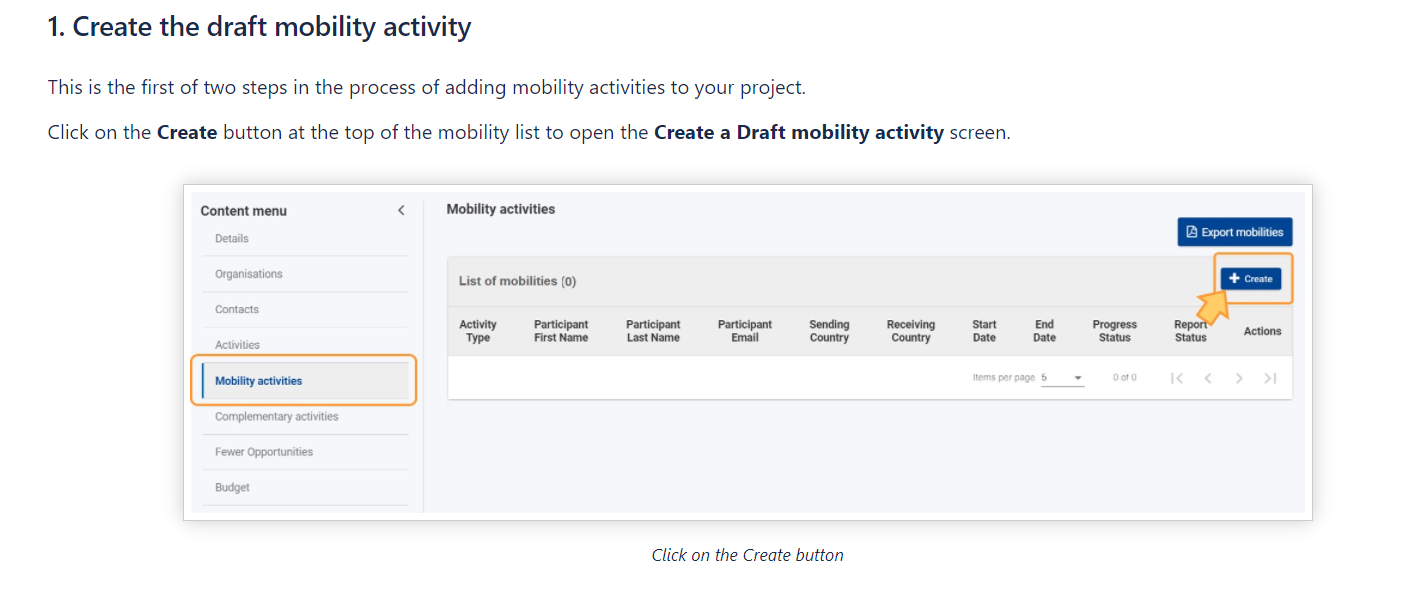 1. Create the draft mobility activity
This is the first of two steps in the process of adding mobility activities to your project.
Click on the Create button at the top of the mobility list to open the Create a Draft mobility activity screen.
Content menu
Details
Organisations
Contacts
Activities
Mobility activities
Complementary activities
Fewer Opportunities
Budget
Mobility activities
Export mobilities
List of mobilities (0)
Create
Activity Type
Participant First Name
Participant Last Name
Participant Email
Sending Country
Receiving Country
Start Date
End Date
Progress Status
Report Status
Actions
Items per page 5
0 of 0
Click on the Create button